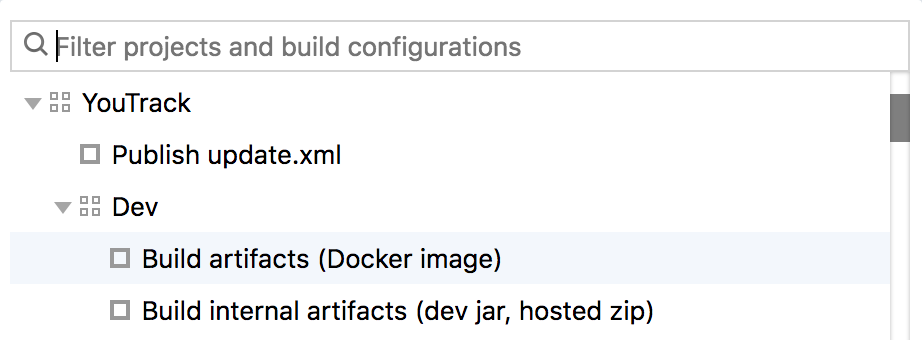 Filter projects and build configurations
YouTrack
Publish update.xml
Dev
Build artifacts (Docker image)
Build internal artifacts (dev jar, hosted zip)